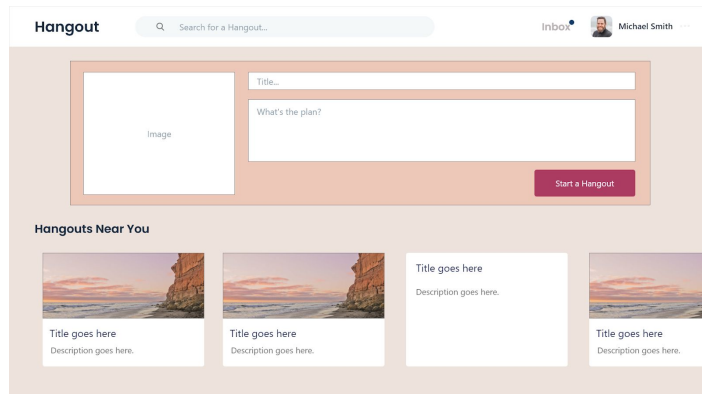 Hangout
Search for a Hangout...
Inbox
Michael Smith
Title...
Image
What's the plan?
Start a Hangout
Hangouts Near You
Title goes here
Description goes here.
Title goes here
Description goes here.
Title goes here
Description goes here.
Title goes here
Description goes here.